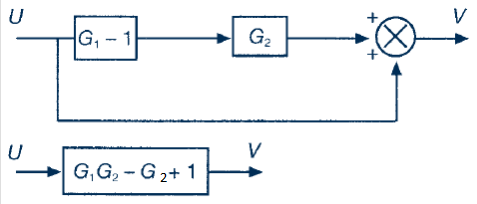 U V
G₁ – 1 G₂ +
+
U V
G₁G₂ – G₂ + 1